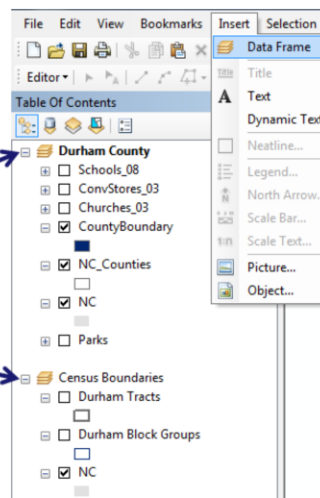 File Edit View Bookmarks Insert Selection
Data Frame
Title
Text
Dynamic Text
Neatline...
Legend...
North Arrow.
Scale Bar...
Scale Text...
Picture...
Object...
Editor
Table Of Contents
Durham County
Schools_08
ConvStores_03
Churches_03
CountyBoundary
NC_Counties
NC
Parks
Census Boundaries
Durham Tracts
Durham Block Groups
NC